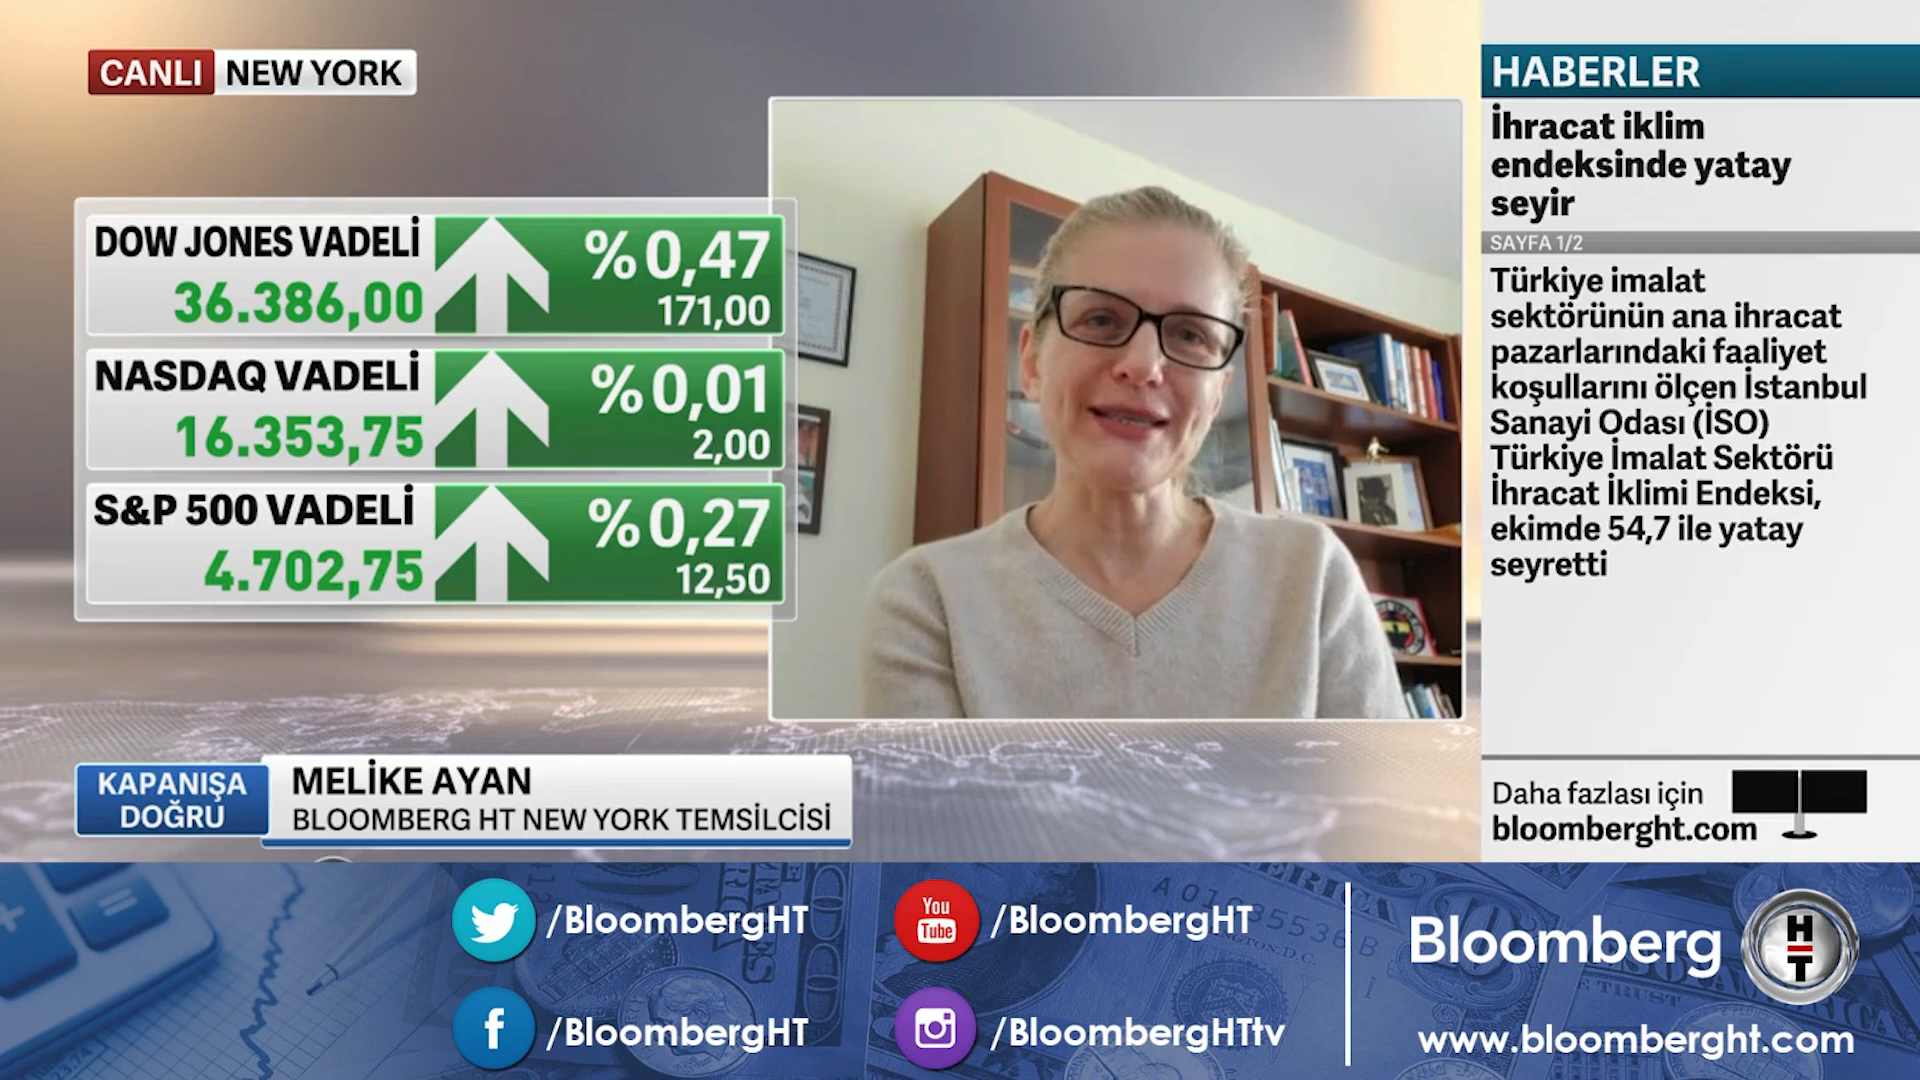 CANLI NEW YORK
DOW JONES VADELİ
36.386,00
%0,47
171,00
NASDAQ VADELİ
16.353,75
%0,01
2,00
S&P 500 VADELİ
4.702,75
%0,27
12,50
HABERLER
İhracat iklim
endeksinde yatay
seyir
SAYFA 1/2
Türkiye imalat
sektörünün ana ihracat
pazarlarındaki faaliyet
koşullarını ölçen İstanbul
Sanayi Odası (İSO)
Türkiye İmalat Sektörü
İhracat İklimi Endeksi,
ekimde 54,7 ile yatay
seyretti
Daha fazlası için
bloomberght.com
KAPANIŞA
DOĞRU
MELİKE AYAN
BLOOMBERG HT NEW YORK TEMSİLCİSİ
/BloombergHT
You
Tube
/BloombergHT
/BloombergHT
/BloombergHTtv
Bloomberg
HT
www.bloomberght.com